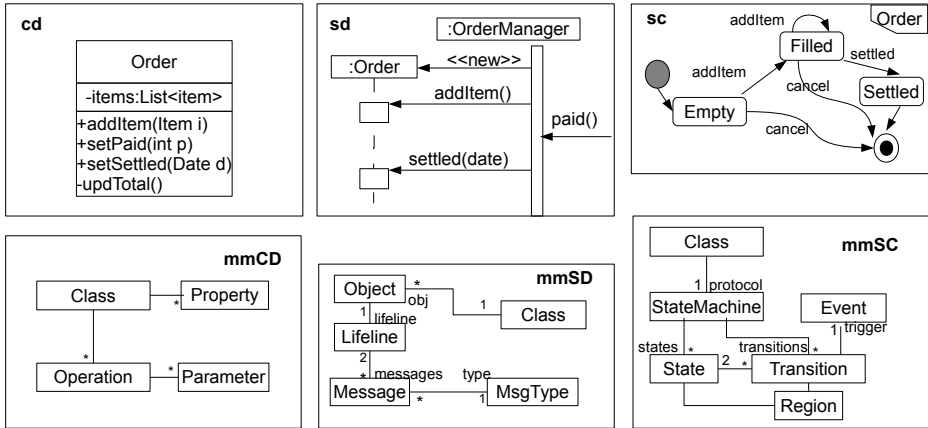 cd
Order
-items:List<item>
+addItem(Item i)
+setPaid(int p)
+setSettled(Date d)
-updTotal()
sd
:OrderManager
:Order
<<new>>
addItem()
paid()
settled(date)
sc
Order
addItem
Filled
settled
addItem
cancel
Settled
Empty
cancel
mmCD
Class
*
Property
*
Operation
*
Parameter
mmSD
Object
*
obj
1
1
Class
lifeline
Lifeline
2
*
messages
type
Message
*
1
MsgType
mmSC
Class
1
protocol
StateMachine
Event
1
trigger
states
*
transitions
*
State
2
*
Transition
Region